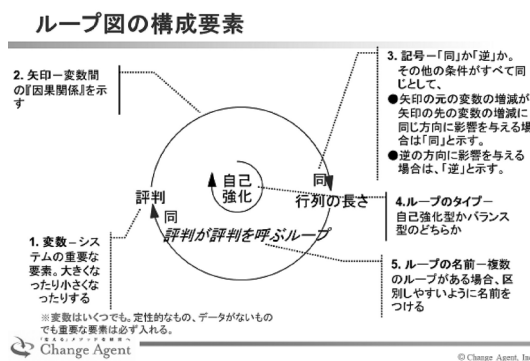 ループ図の構成要素
2. 矢印－変数間
の『因果関係』を示
す
3. 記号－「同」か「逆」か。
その他の条件がすべて同
じとして、
●矢印の元の変数の増減が
矢印の先の変数の増減に
同じ方向に影響を与える場
合は「同」と示す。
●逆の方向に影響を与える
場合は、「逆」と示す。
自己
強化
同
評判
行列の長さ
同
評判が評判を呼ぶループ
4.ループのタイプ－
自己強化型かバランス
型のどちらか
1. 変数－シス
テムの重要な
要素。大きくな
ったり小さくな
ったりする
5. ループの名前－複数
のループがある場合、区
別しやすいように名前を
つける
※変数はいくつでも。定性的なもの、データがないもの
でも重要な要素は必ず入れる。
Change Agent
© Change Agent, Inc